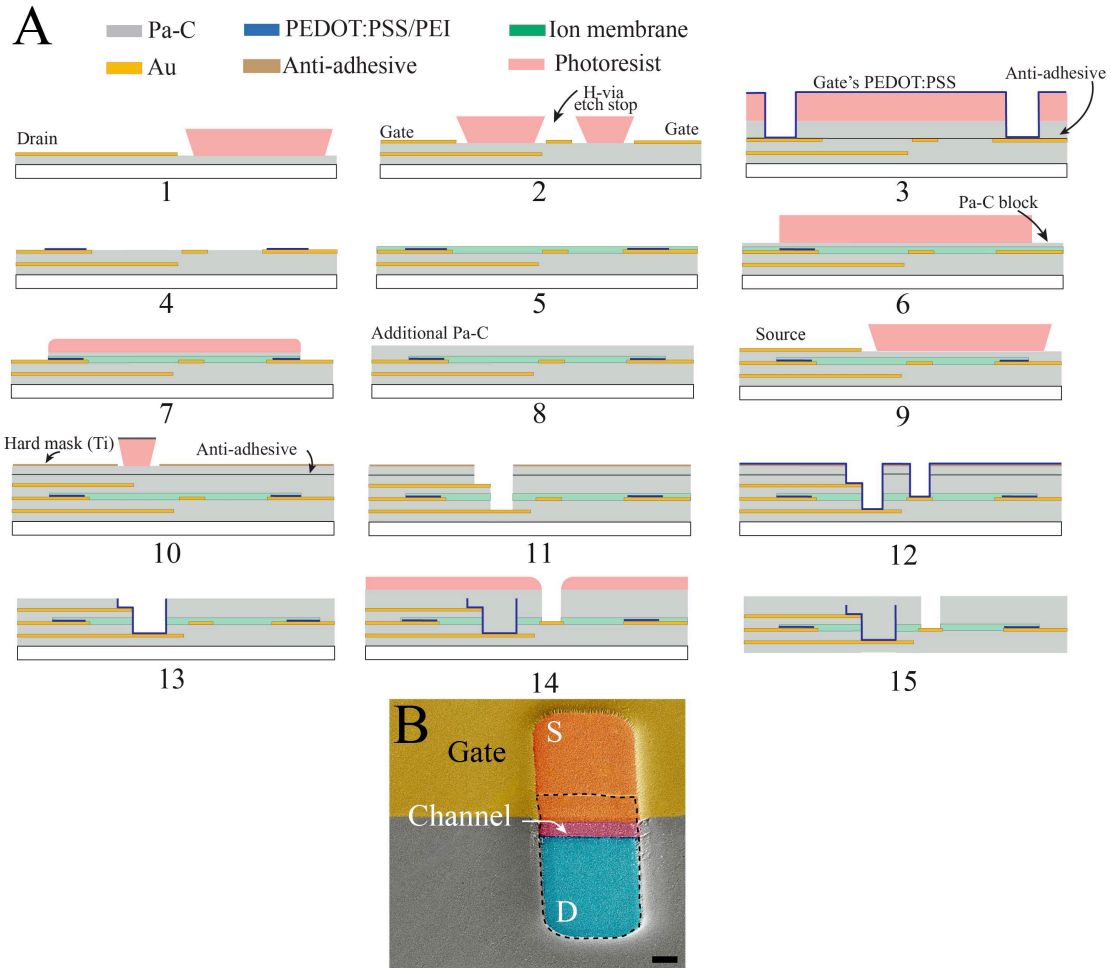 A
Pa-C
PEDOT:PSS/PEI
Ion membrane
Au
Anti-adhesive
Photoresist
Drain
1
H-via
etch stop
Gate
Gate
2
Gate's PEDOT:PSS
Anti-adhesive
3
4
5
Pa-C block
6
7
Additional Pa-C
8
Source
9
Hard mask (Ti)
Anti-adhesive
10
11
12
13
14
15
B
Gate
S
Channel
D